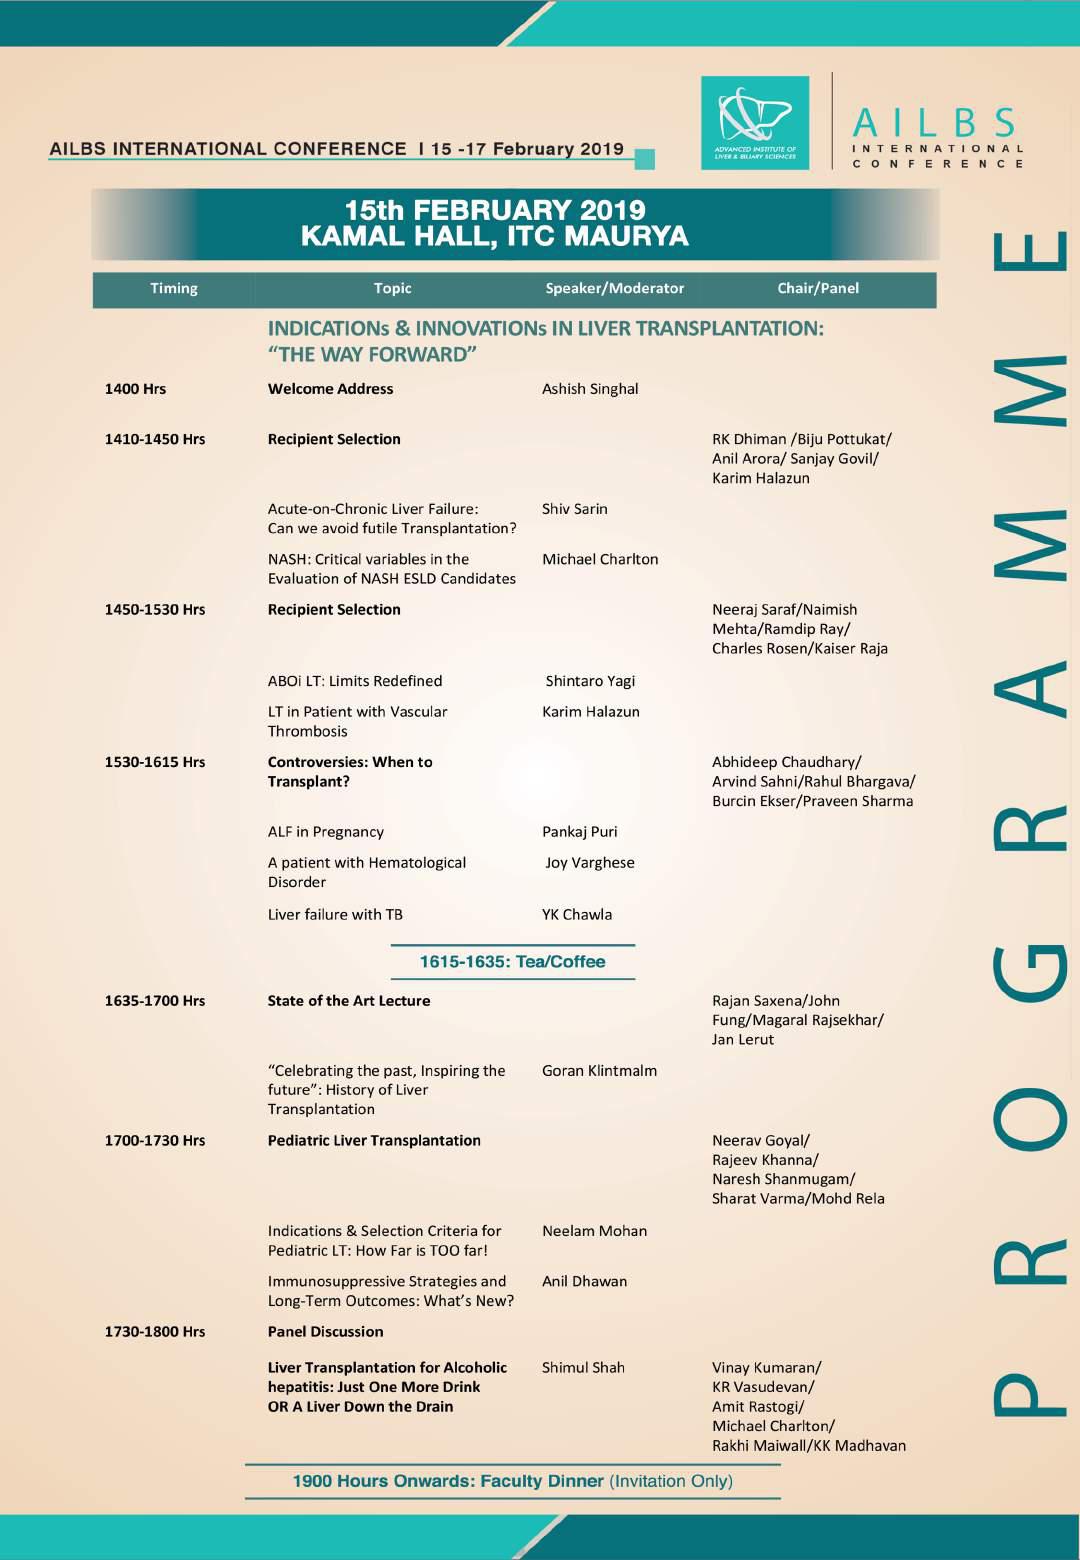 AILBS INTERNATIONAL CONFERENCE I 15 -17 February 2019
ADVANCED INSTITUTE OF
LIVER & BILIARY SCIENCES
AILBS
INTERNATIONAL
CONFERENCE
15th FEBRUARY 2019
KAMAL HALL, ITC MAURYA
Timing Topic Speaker/Moderator Chair/Panel
INDICATIONs & INNOVATIONs IN LIVER TRANSPLANTATION:
“THE WAY FORWARD”
1400 Hrs Welcome Address Ashish Singhal
1410-1450 Hrs Recipient Selection RK Dhiman /Biju Pottukat/
Anil Arora/ Sanjay Govil/
Karim Halazun
Acute-on-Chronic Liver Failure: Shiv Sarin
Can we avoid futile Transplantation?
NASH: Critical variables in the Michael Charlton
Evaluation of NASH ESLD Candidates
1450-1530 Hrs Recipient Selection Neeraj Saraf/Naimish
Mehta/Ramdip Ray/
Charles Rosen/Kaiser Raja
ABOi LT: Limits Redefined Shintaro Yagi
LT in Patient with Vascular Karim Halazun
Thrombosis
1530-1615 Hrs Controversies: When to Abhideep Chaudhary/
Transplant? Arvind Sahni/Rahul Bhargava/
Burcin Ekser/Praveen Sharma
ALF in Pregnancy Pankaj Puri
A patient with Hematological Joy Varghese
Disorder
Liver failure with TB YK Chawla
1615-1635: Tea/Coffee
1635-1700 Hrs State of the Art Lecture Rajan Saxena/John
Fung/Magaral Rajsekhar/
Jan Lerut
“Celebrating the past, Inspiring the Goran Klintmalm
future”: History of Liver
Transplantation
1700-1730 Hrs Pediatric Liver Transplantation Neerav Goyal/
Rajeev Khanna/
Naresh Shanmugam/
Sharat Varma/Mohd Rela
Indications & Selection Criteria for Neelam Mohan
Pediatric LT: How Far is TOO far!
Immunosuppressive Strategies and Anil Dhawan
Long-Term Outcomes: What’s New?
1730-1800 Hrs Panel Discussion
Liver Transplantation for Alcoholic Shimul Shah Vinay Kumaran/
hepatitis: Just One More Drink KR Vasudevan/
OR A Liver Down the Drain Amit Rastogi/
Michael Charlton/
Rakhi Maiwall/KK Madhavan
1900 Hours Onwards: Faculty Dinner (Invitation Only)
PROGRAMME